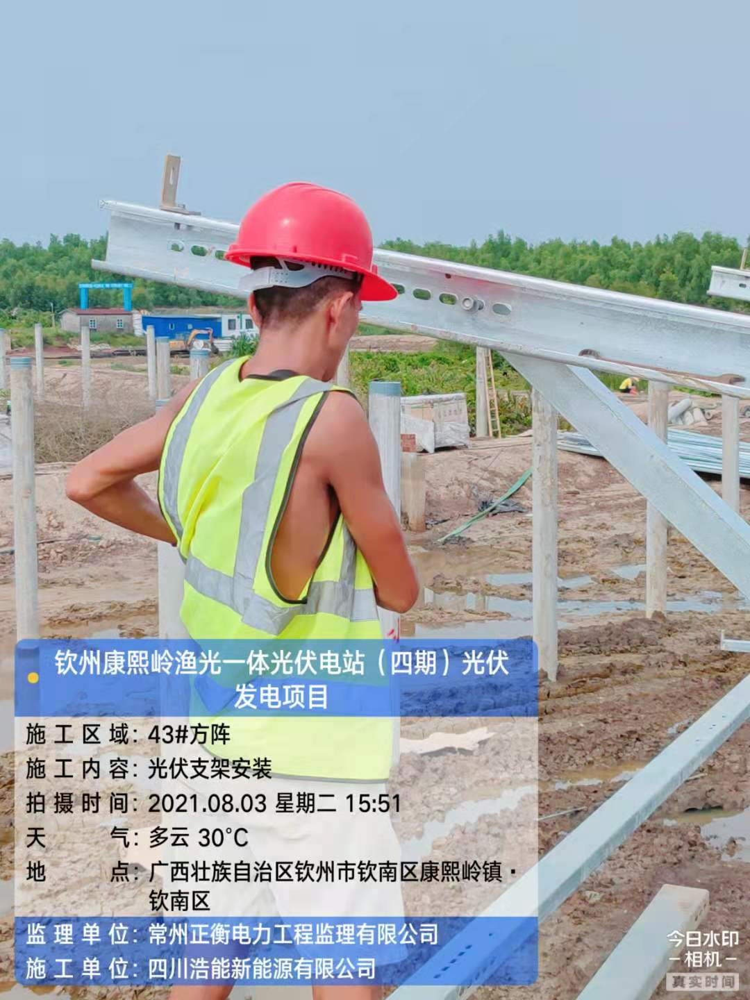 钦州康熙岭渔光一体光伏电站（四期）光伏
发电项目
施工区域：43#方阵
施工内容：光伏支架安装
拍摄时间：2021.08.03 星期二 15:51
天气：多云 30℃
地点：广西壮族自治区钦州市钦南区康熙岭镇·
钦南区
监理单位：常州正衡电力工程监理有限公司
施工单位：四川浩能新能源有限公司
今日水印
-相机-
真实时间